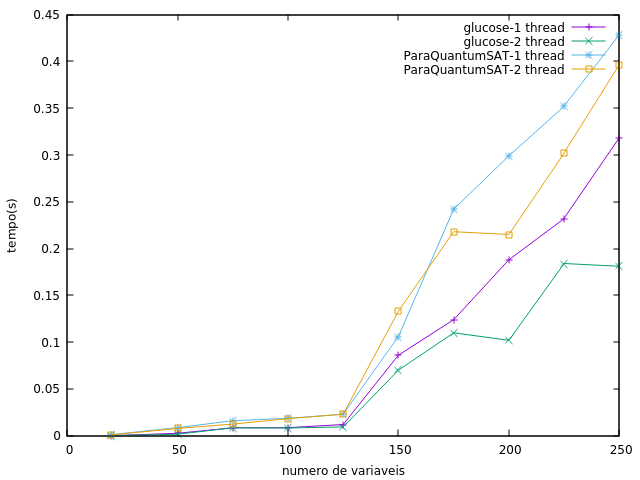 0.45
0.4
0.35
0.3
0.25
0.2
0.15
0.1
0.05
0
tempo(s)
glucose-1 thread
glucose-2 thread
ParaQuantumSAT-1 thread
ParaQuantumSAT-2 thread
0 50 100 150 200 250
numero de variaveis